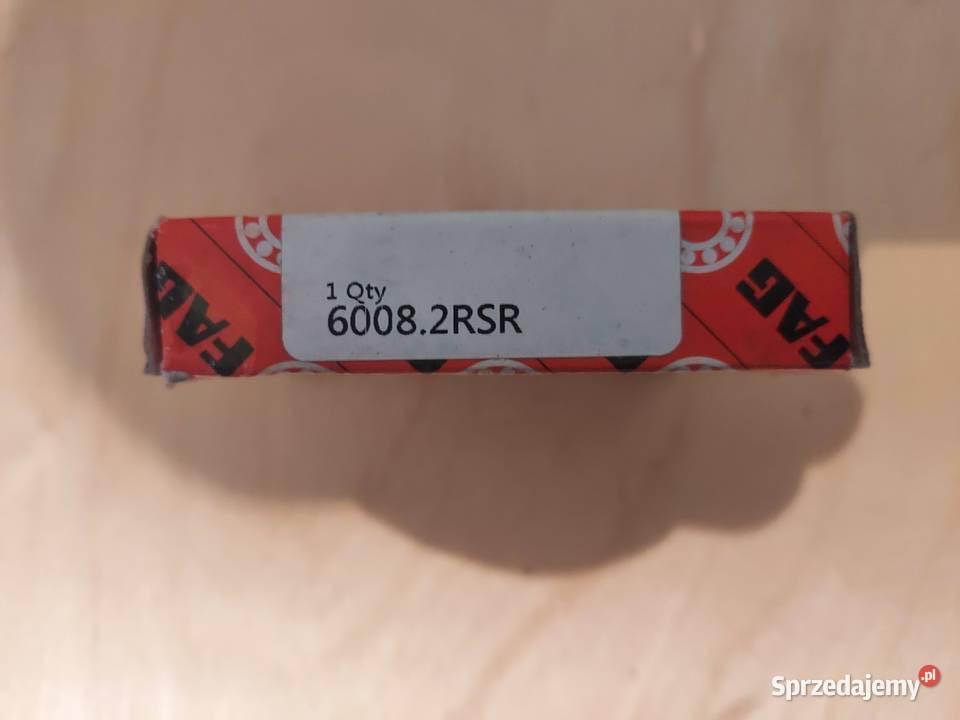 FAG
1 Qty
6008.2RSR
FAG
Sprzedajemy.pl